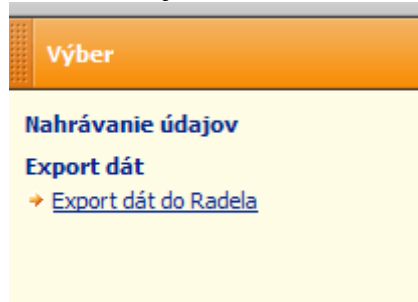 Výber
Nahrávanie údajov
Export dát
Export dát do Radela